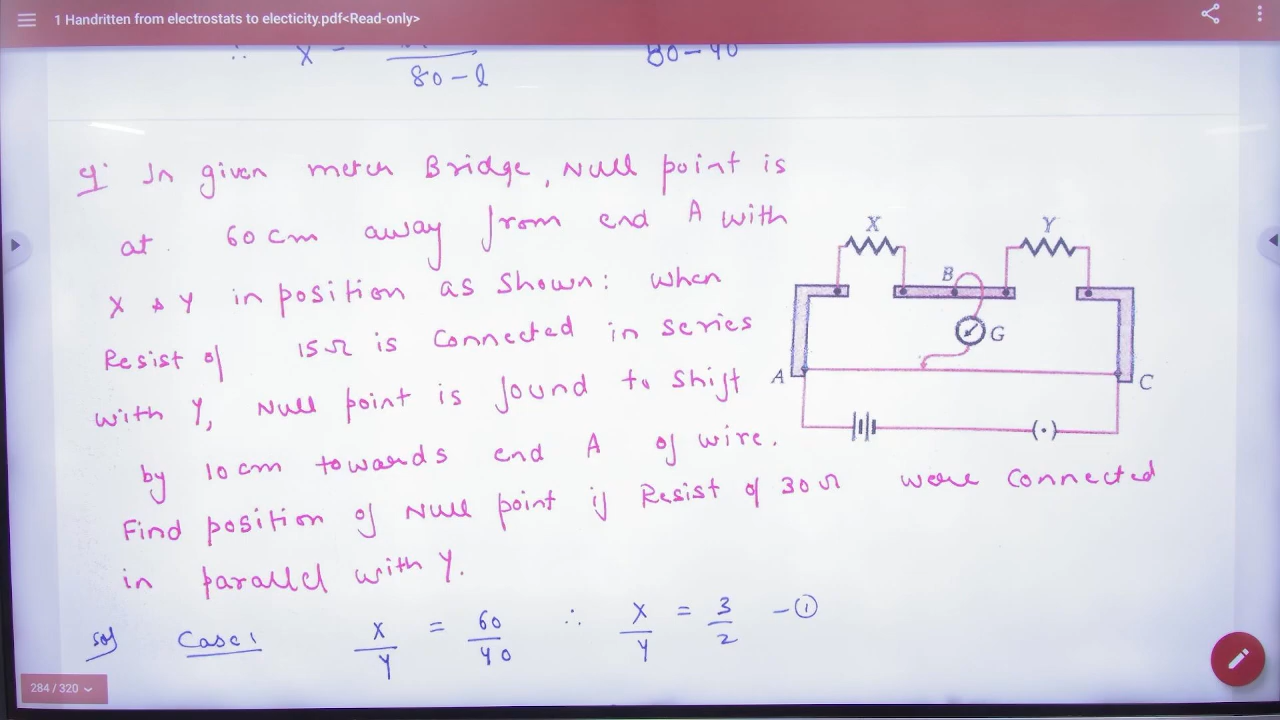 1 Handritten from electrostats to electicity.pdf<Read-only>
∴ X -
80 - l
80 - 40
Q: In given meter Bridge, Null point is
at 60 cm away from end A with
X & Y in position as shown: when
Resist of 15Ω is Connected in series
with Y, Null point is found to shift
by 10 cm towards end A of wire.
Find position of Null point if Resist of 30Ω were Connected
in parallel with Y.
X
Y
B
G
A
C
Sol Case 1 X/Y = 60/40 ∴ X/Y = 3/2 - ①
284 / 320